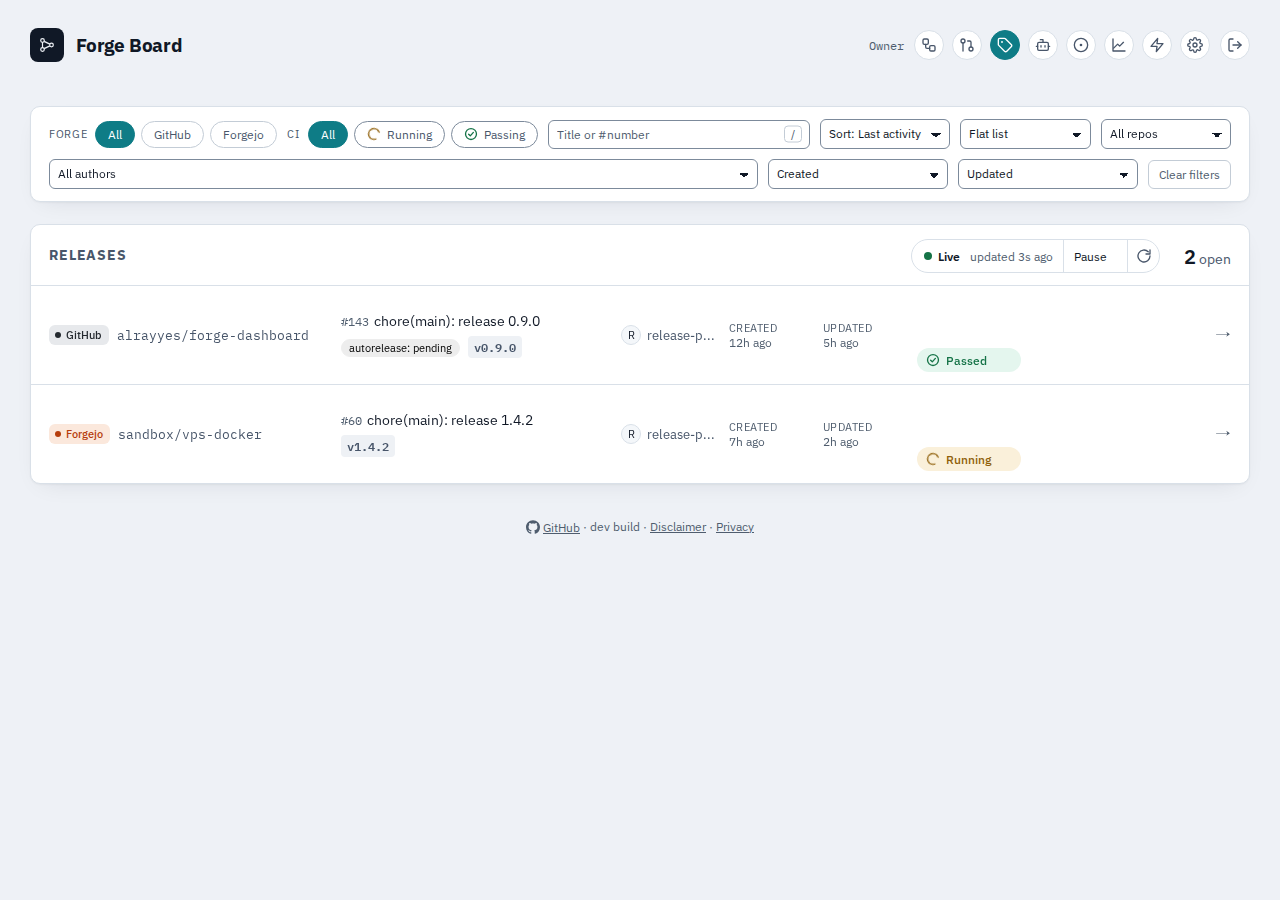 Forge Board
Owner
FORGE All GitHub Forgejo CI All Running Passing Title or #number / Sort: Last activity Flat list All repos
All authors Created Updated Clear filters
RELEASES Live updated 3s ago Pause 2 open
GitHub alrayyes/forge-dashboard #143 chore(main): release 0.9.0
autorelease: pending v0.9.0
R release-p... CREATED UPDATED
12h ago 5h ago
Passed →
Forgejo sandbox/vps-docker #60 chore(main): release 1.4.2
v1.4.2
R release-p... CREATED UPDATED
7h ago 2h ago
Running →
GitHub · dev build · Disclaimer · Privacy